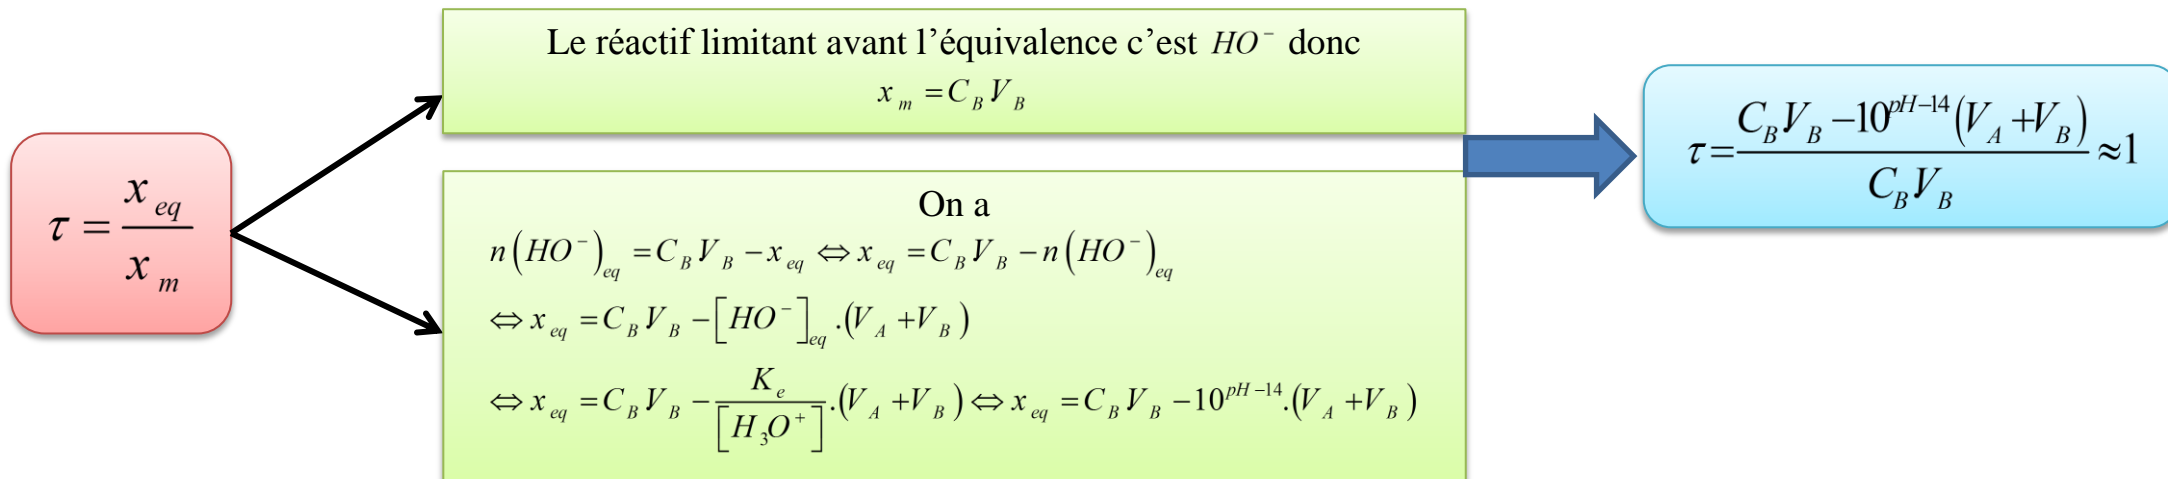 τ = x_eq / x_m
Le réactif limitant avant l’équivalence c’est HO⁻ donc
x_m = C_B V_B
On a
n(HO⁻)_eq = C_B V_B − x_eq ⇔ x_eq = C_B V_B − n(HO⁻)_eq
⇔ x_eq = C_B V_B − [HO⁻]_eq .(V_A + V_B)
⇔ x_eq = C_B V_B − K_e / [H₃O⁺] .(V_A + V_B) ⇔ x_eq = C_B V_B − 10^{pH−14} .(V_A + V_B)
τ = (C_B V_B − 10^{pH−14} (V_A + V_B)) / (C_B V_B) ≈ 1